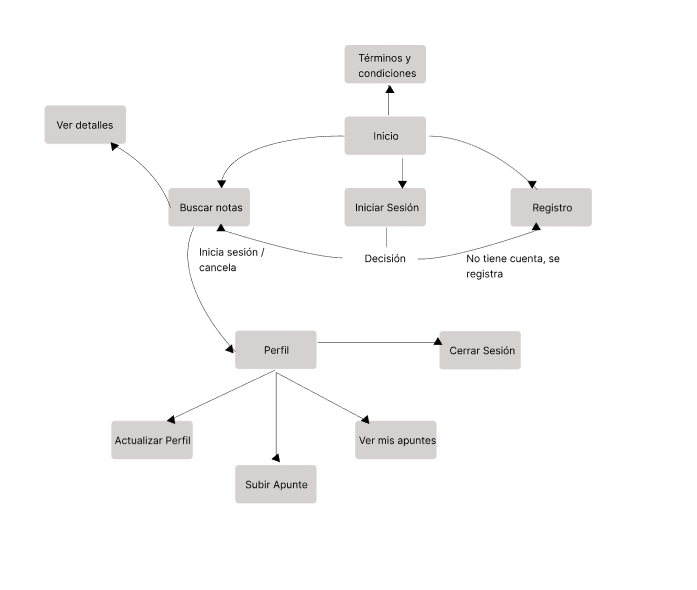 Términos y
condiciones
Ver detalles
Inicio
Buscar notas
Iniciar Sesión
Registro
Inicia sesión /
cancela
Decisión
No tiene cuenta, se
registra
Perfil
Cerrar Sesión
Actualizar Perfil
Ver mis apuntes
Subir Apunte